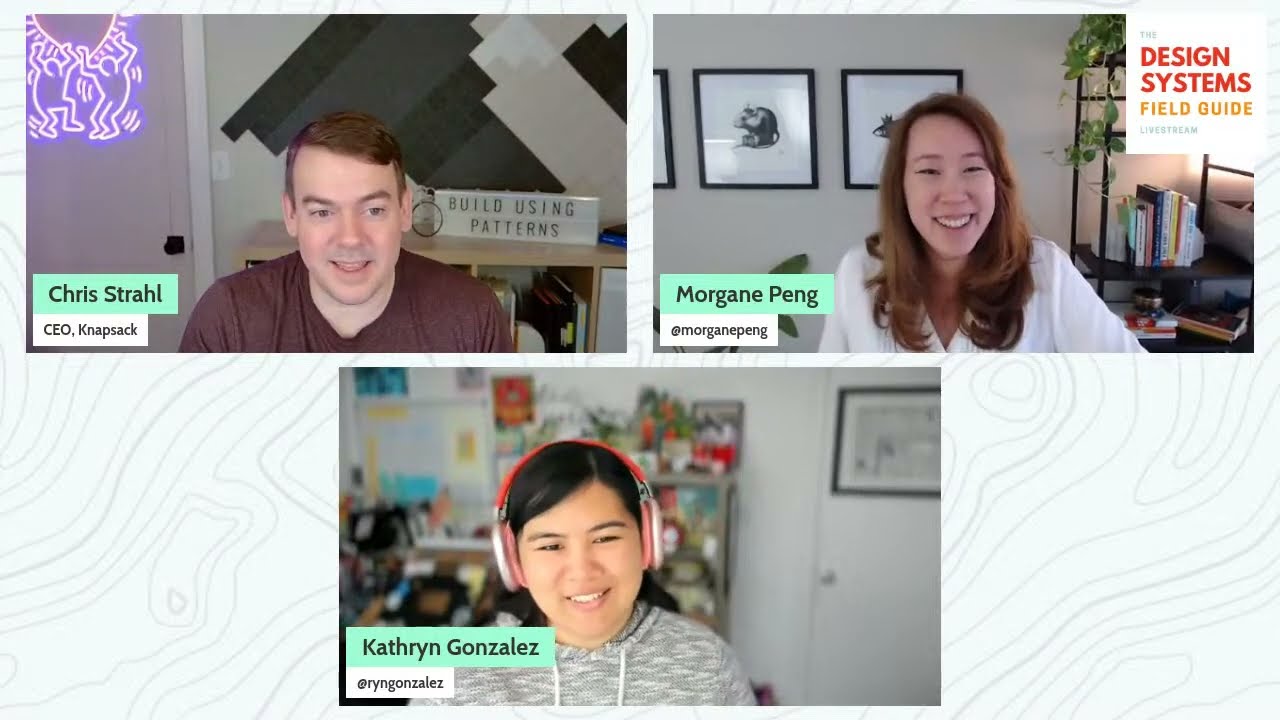 BUILD USING
PATTERNS
Chris Strahl
CEO, Knapsack
THE
DESIGN
SYSTEMS
FIELD GUIDE
LIVESTREAM
Morgane Peng
@morganepeng
Kathryn Gonzalez
@ryngonzalez